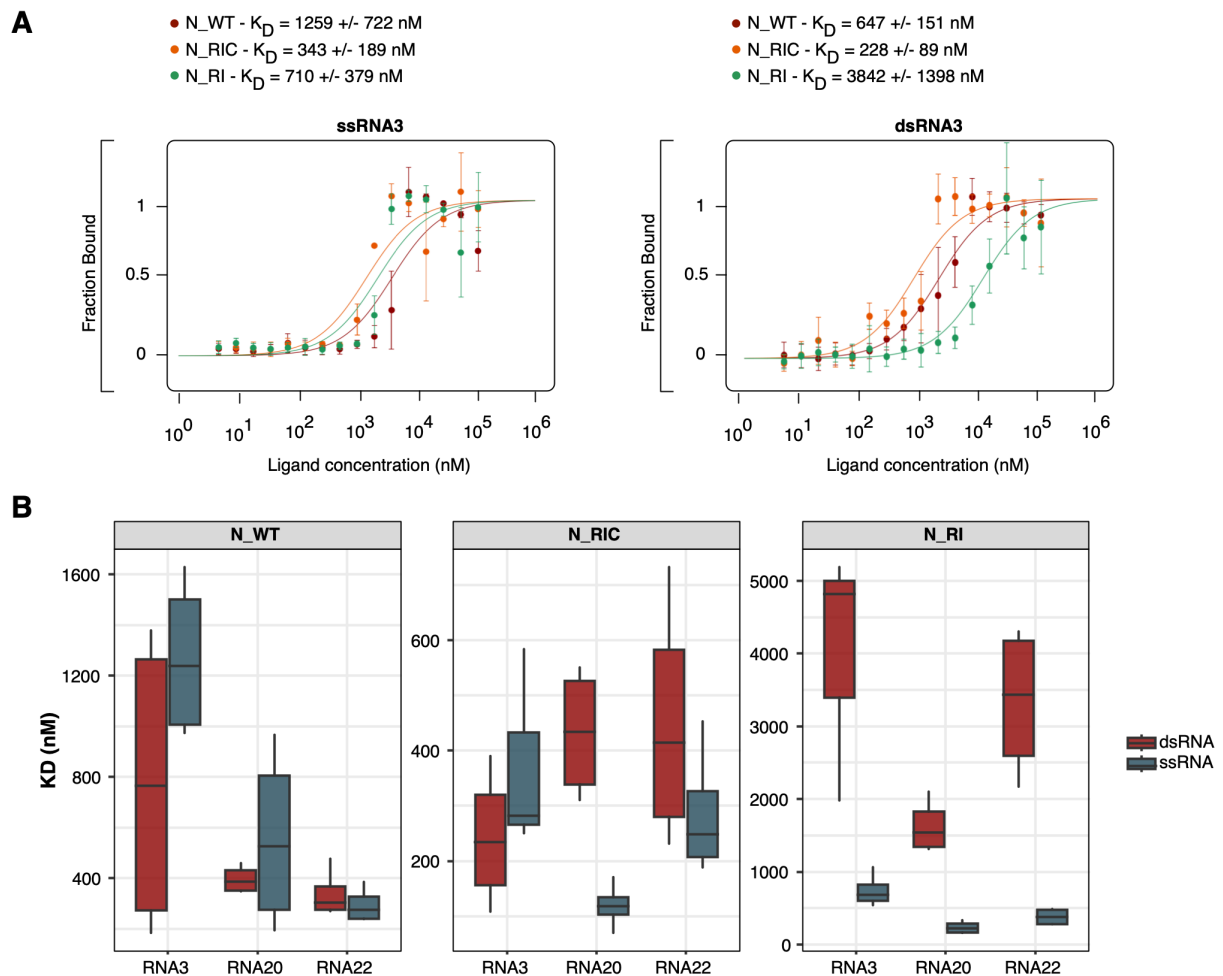 A
N_WT - KD = 1259 +/- 722 nM
N_RIC - KD = 343 +/- 189 nM
N_RI - KD = 710 +/- 379 nM
N_WT - KD = 647 +/- 151 nM
N_RIC - KD = 228 +/- 89 nM
N_RI - KD = 3842 +/- 1398 nM
ssRNA3
dsRNA3
Fraction Bound
1
0.5
0
10^0 10^1 10^2 10^3 10^4 10^5 10^6
Ligand concentration (nM)
Fraction Bound
1
0.5
0
10^0 10^1 10^2 10^3 10^4 10^5 10^6
Ligand concentration (nM)
B
N_WT
N_RIC
N_RI
KD (nM)
1600
1200
800
400
RNA3 RNA20 RNA22
600
400
200
RNA3 RNA20 RNA22
5000
4000
3000
2000
1000
0
RNA3 RNA20 RNA22
dsRNA
ssRNA